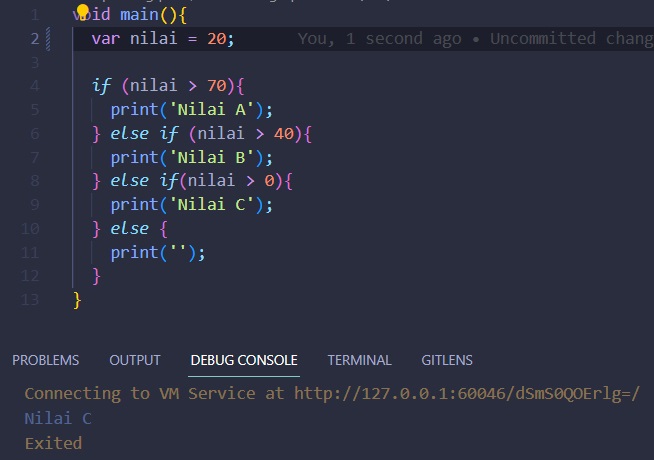 1 void main(){
2 var nilai = 20; You, 1 second ago • Uncommitted chang
3
4 if (nilai > 70){
5 print('Nilai A');
6 } else if (nilai > 40){
7 print('Nilai B');
8 } else if(nilai > 0){
9 print('Nilai C');
10 } else {
11 print('');
12 }
13 }
PROBLEMS OUTPUT DEBUG CONSOLE TERMINAL GITLENS
Connecting to VM Service at http://127.0.0.1:60046/dSmS0QOErlg=/
Nilai C
Exited